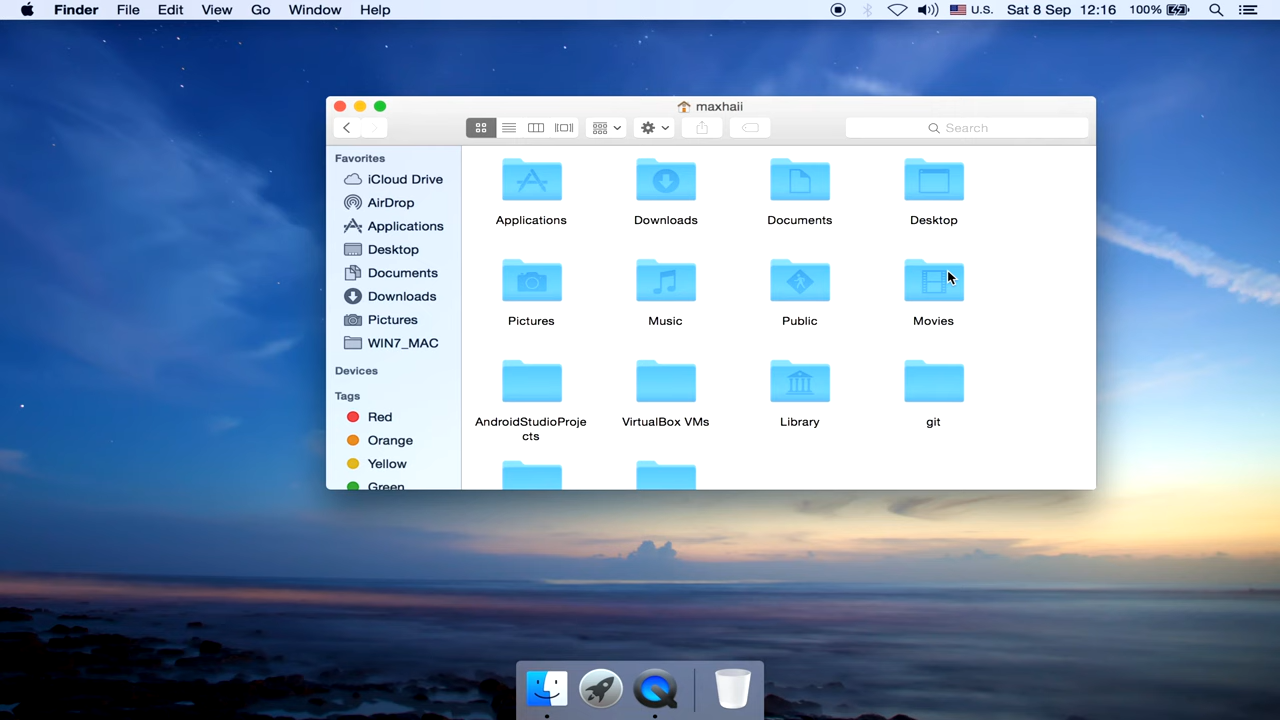 Finder File Edit View Go Window Help U.S. Sat 8 Sep 12:16 100%
maxhaii
Search
Favorites
iCloud Drive
AirDrop
Applications
Desktop
Documents
Downloads
Pictures
WIN7_MAC
Devices
Tags
Red
Orange
Yellow
Green
Applications Downloads Documents Desktop
Pictures Music Public Movies
AndroidStudioProje VirtualBox VMs Library git
cts